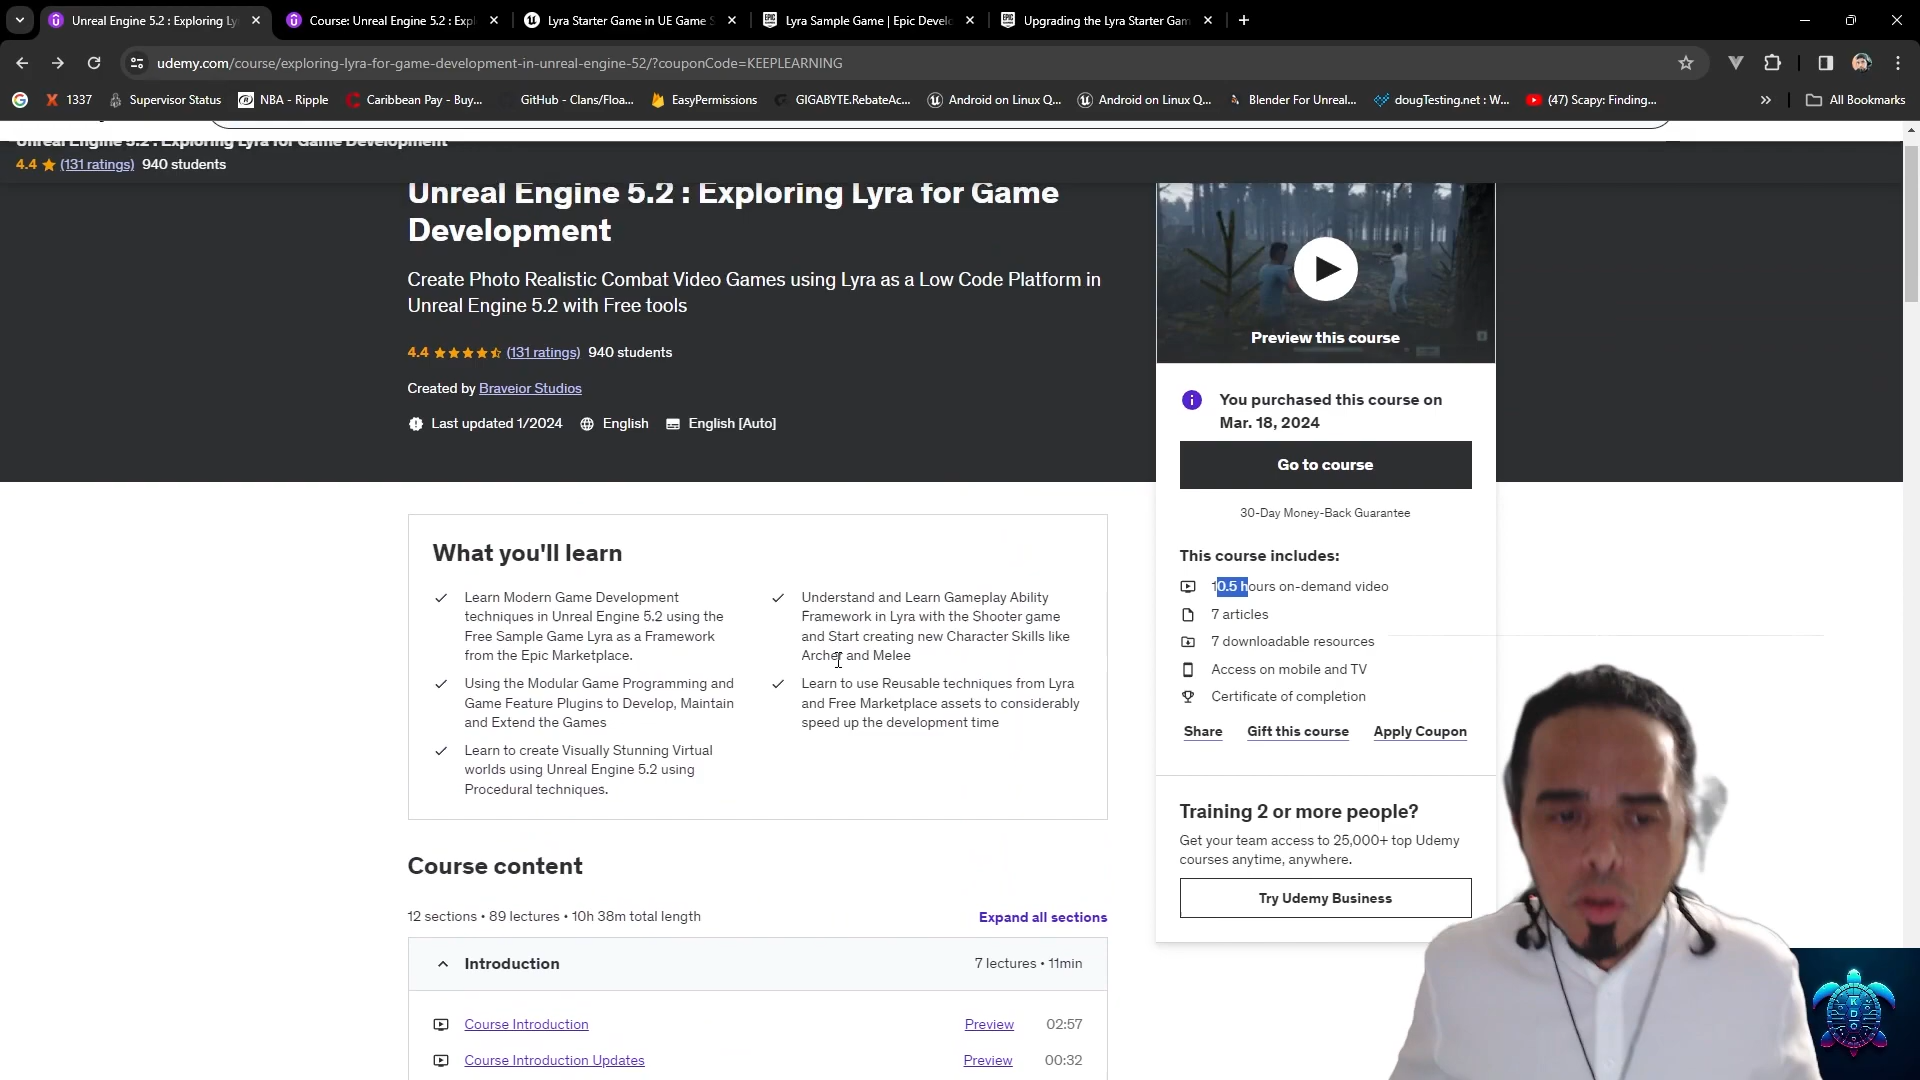 Unreal Engine 5.2 : Exploring Ly
Course: Unreal Engine 5.2 : Expl
Lyra Starter Game in UE Game S
Lyra Sample Game | Epic Develo
Upgrading the Lyra Starter Gam
udemy.com/course/exploring-lyra-for-game-development-in-unreal-engine-52/?couponCode=KEEPLEARNING
1337
Supervisor Status
NBA - Ripple
Caribbean Pay - Buy...
GitHub - Clans/Floa...
EasyPermissions
GIGABYTE.RebateAc...
Android on Linux Q...
Android on Linux Q...
Blender For Unreal...
dougTesting.net : W...
(47) Scapy: Finding...
All Bookmarks
Unreal Engine 5.2 : Exploring Lyra for Game Development
4.4 (131 ratings) 940 students
Unreal Engine 5.2 : Exploring Lyra for Game
Development
Create Photo Realistic Combat Video Games using Lyra as a Low Code Platform in
Unreal Engine 5.2 with Free tools
4.4 (131 ratings) 940 students
Created by Braveior Studios
Last updated 1/2024 English English [Auto]
Preview this course
You purchased this course on
Mar. 18, 2024
Go to course
30-Day Money-Back Guarantee
This course includes:
10.5 hours on-demand video
7 articles
7 downloadable resources
Access on mobile and TV
Certificate of completion
Share Gift this course Apply Coupon
Training 2 or more people?
Get your team access to 25,000+ top Udemy
courses anytime, anywhere.
Try Udemy Business
What you'll learn
Learn Modern Game Development
techniques in Unreal Engine 5.2 using the
Free Sample Game Lyra as a Framework
from the Epic Marketplace.
Understand and Learn Gameplay Ability
Framework in Lyra with the Shooter game
and Start creating new Character Skills like
Archer and Melee
Using the Modular Game Programming and
Game Feature Plugins to Develop, Maintain
and Extend the Games
Learn to use Reusable techniques from Lyra
and Free Marketplace assets to considerably
speed up the development time
Learn to create Visually Stunning Virtual
worlds using Unreal Engine 5.2 using
Procedural techniques.
Course content
12 sections • 89 lectures • 10h 38m total length
Expand all sections
Introduction 7 lectures • 11min
Course Introduction Preview 02:57
Course Introduction Updates Preview 00:32